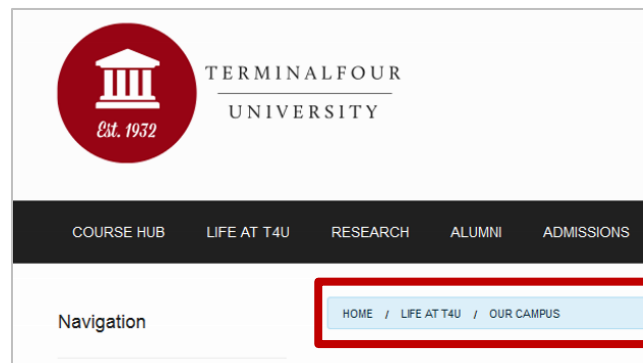 TERMINALFOUR
UNIVERSITY
Est. 1932
COURSE HUB LIFE AT T4U RESEARCH ALUMNI ADMISSIONS
Navigation
HOME / LIFE AT T4U / OUR CAMPUS